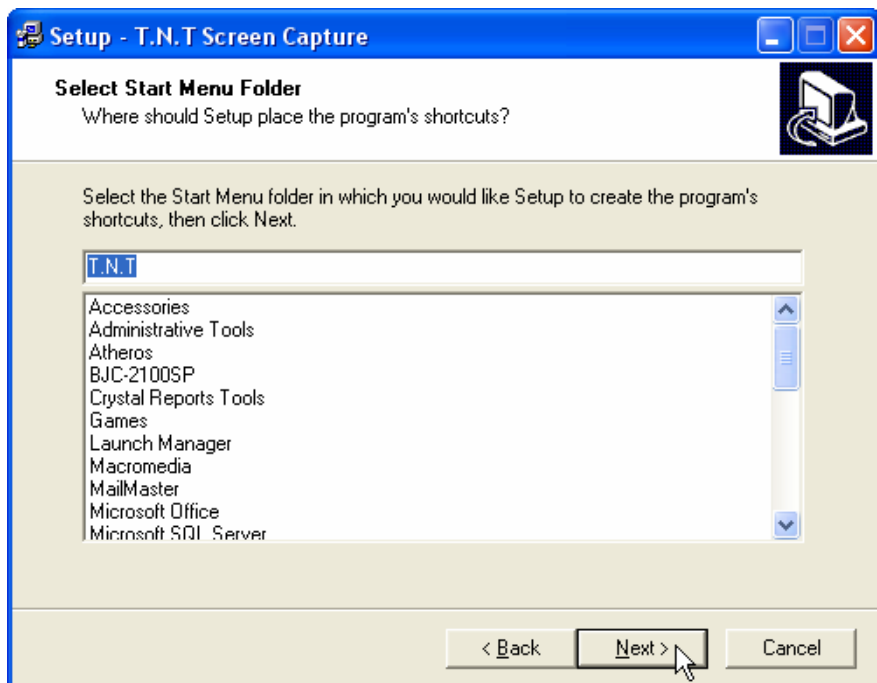 Setup - T.N.T Screen Capture
Select Start Menu Folder
Where should Setup place the program's shortcuts?
Select the Start Menu folder in which you would like Setup to create the program's
shortcuts, then click Next.
T.N.T
Accessories
Administrative Tools
Atheros
BJC-2100SP
Crystal Reports Tools
Games
Launch Manager
Macromedia
MailMaster
Microsoft Office
Microsoft SQL Server
< Back
Next >
Cancel